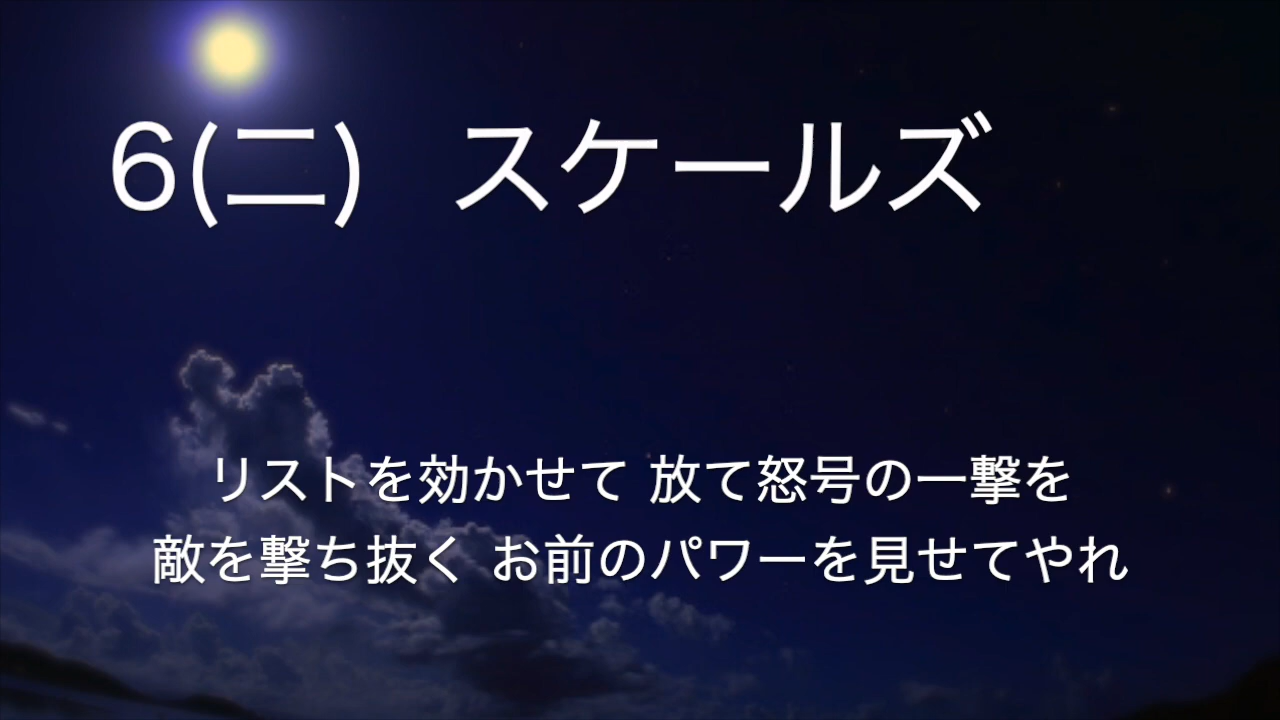 6(二) スケールズ
リストを効かせて 放て怒号の一撃を
敵を撃ち抜く お前のパワーを見せてやれ